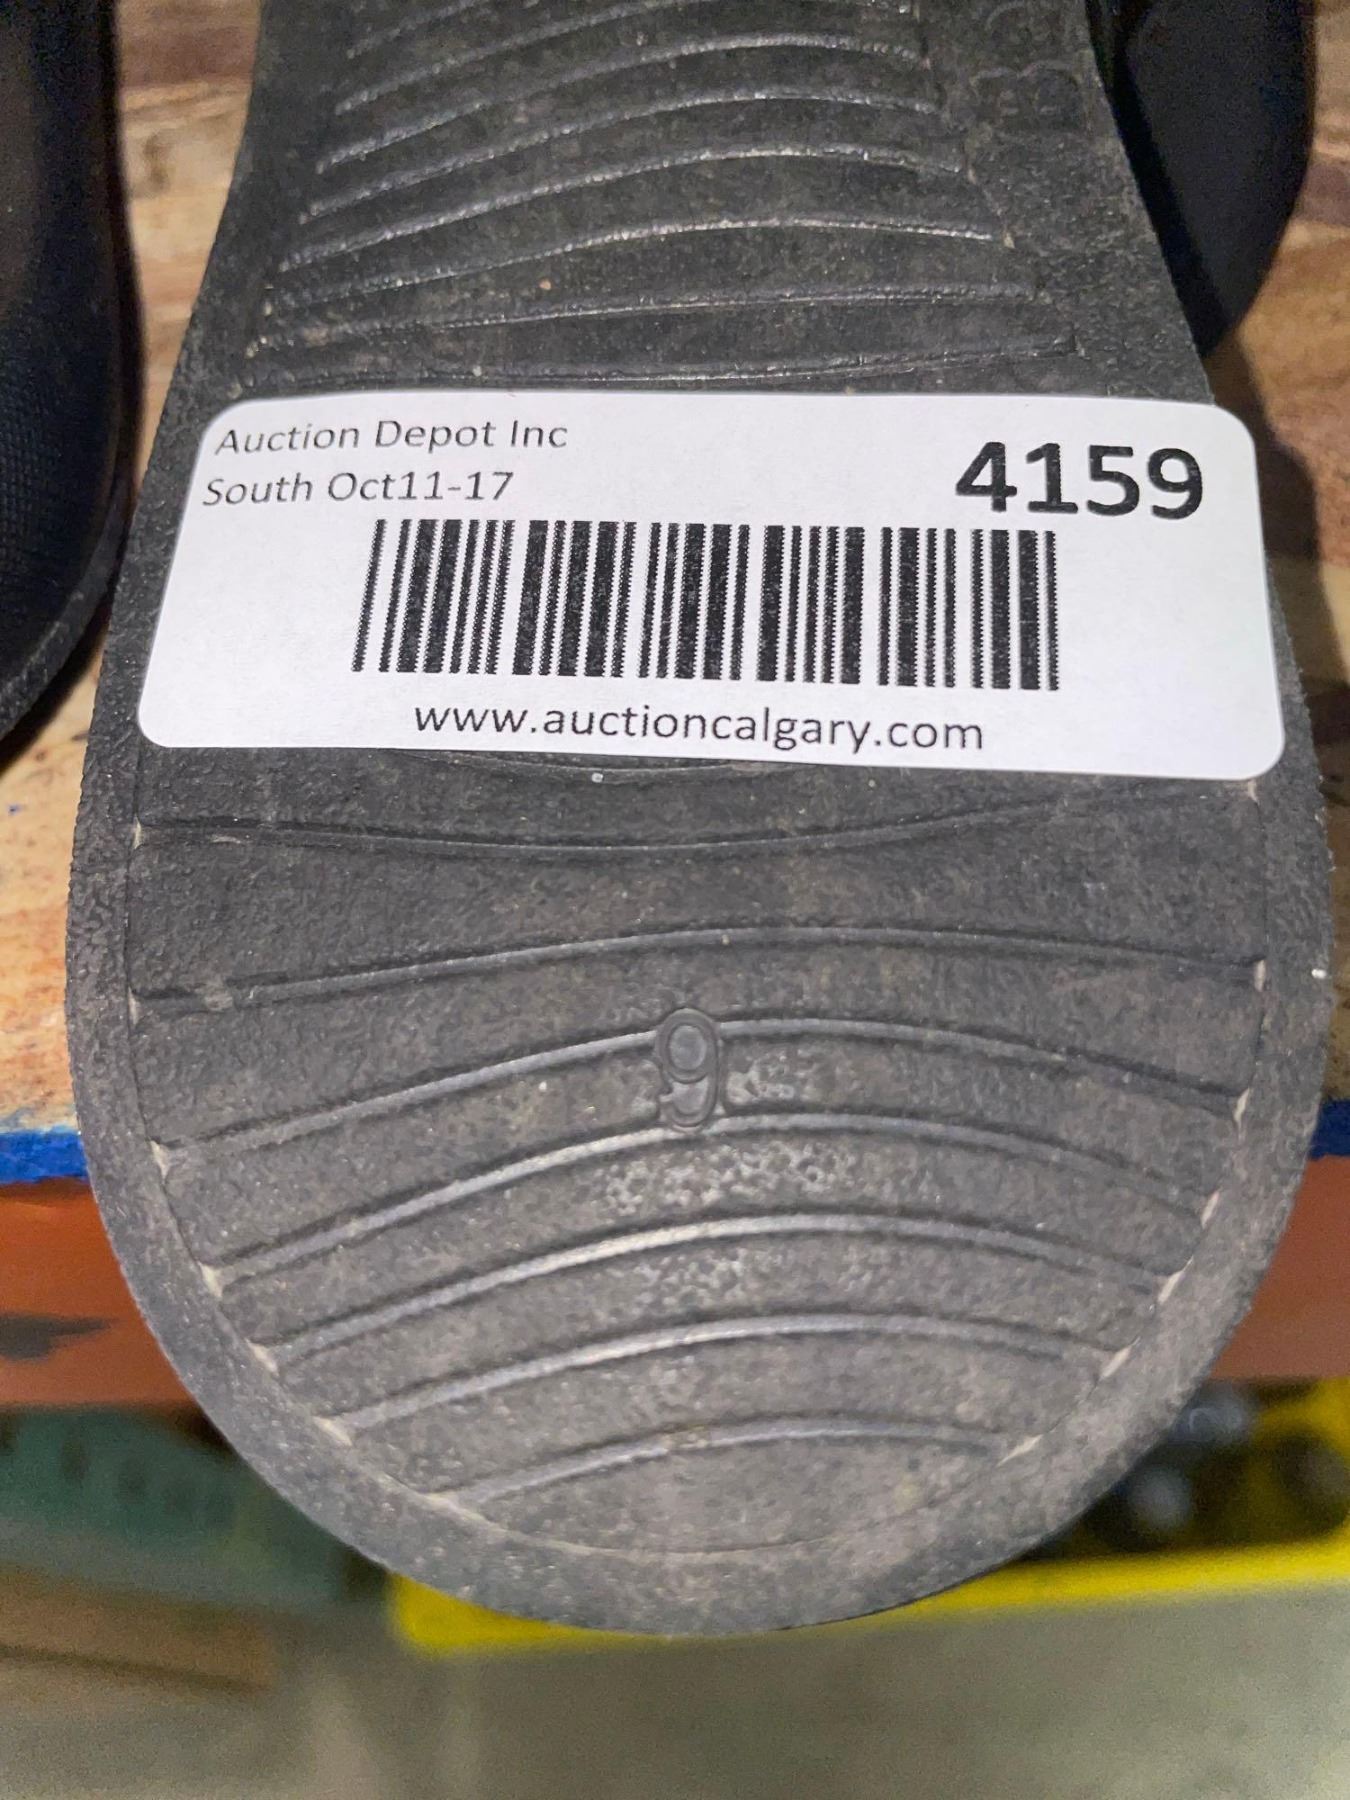 Auction Depot Inc
South Oct11-17
4159
www.auctioncalgary.com
9